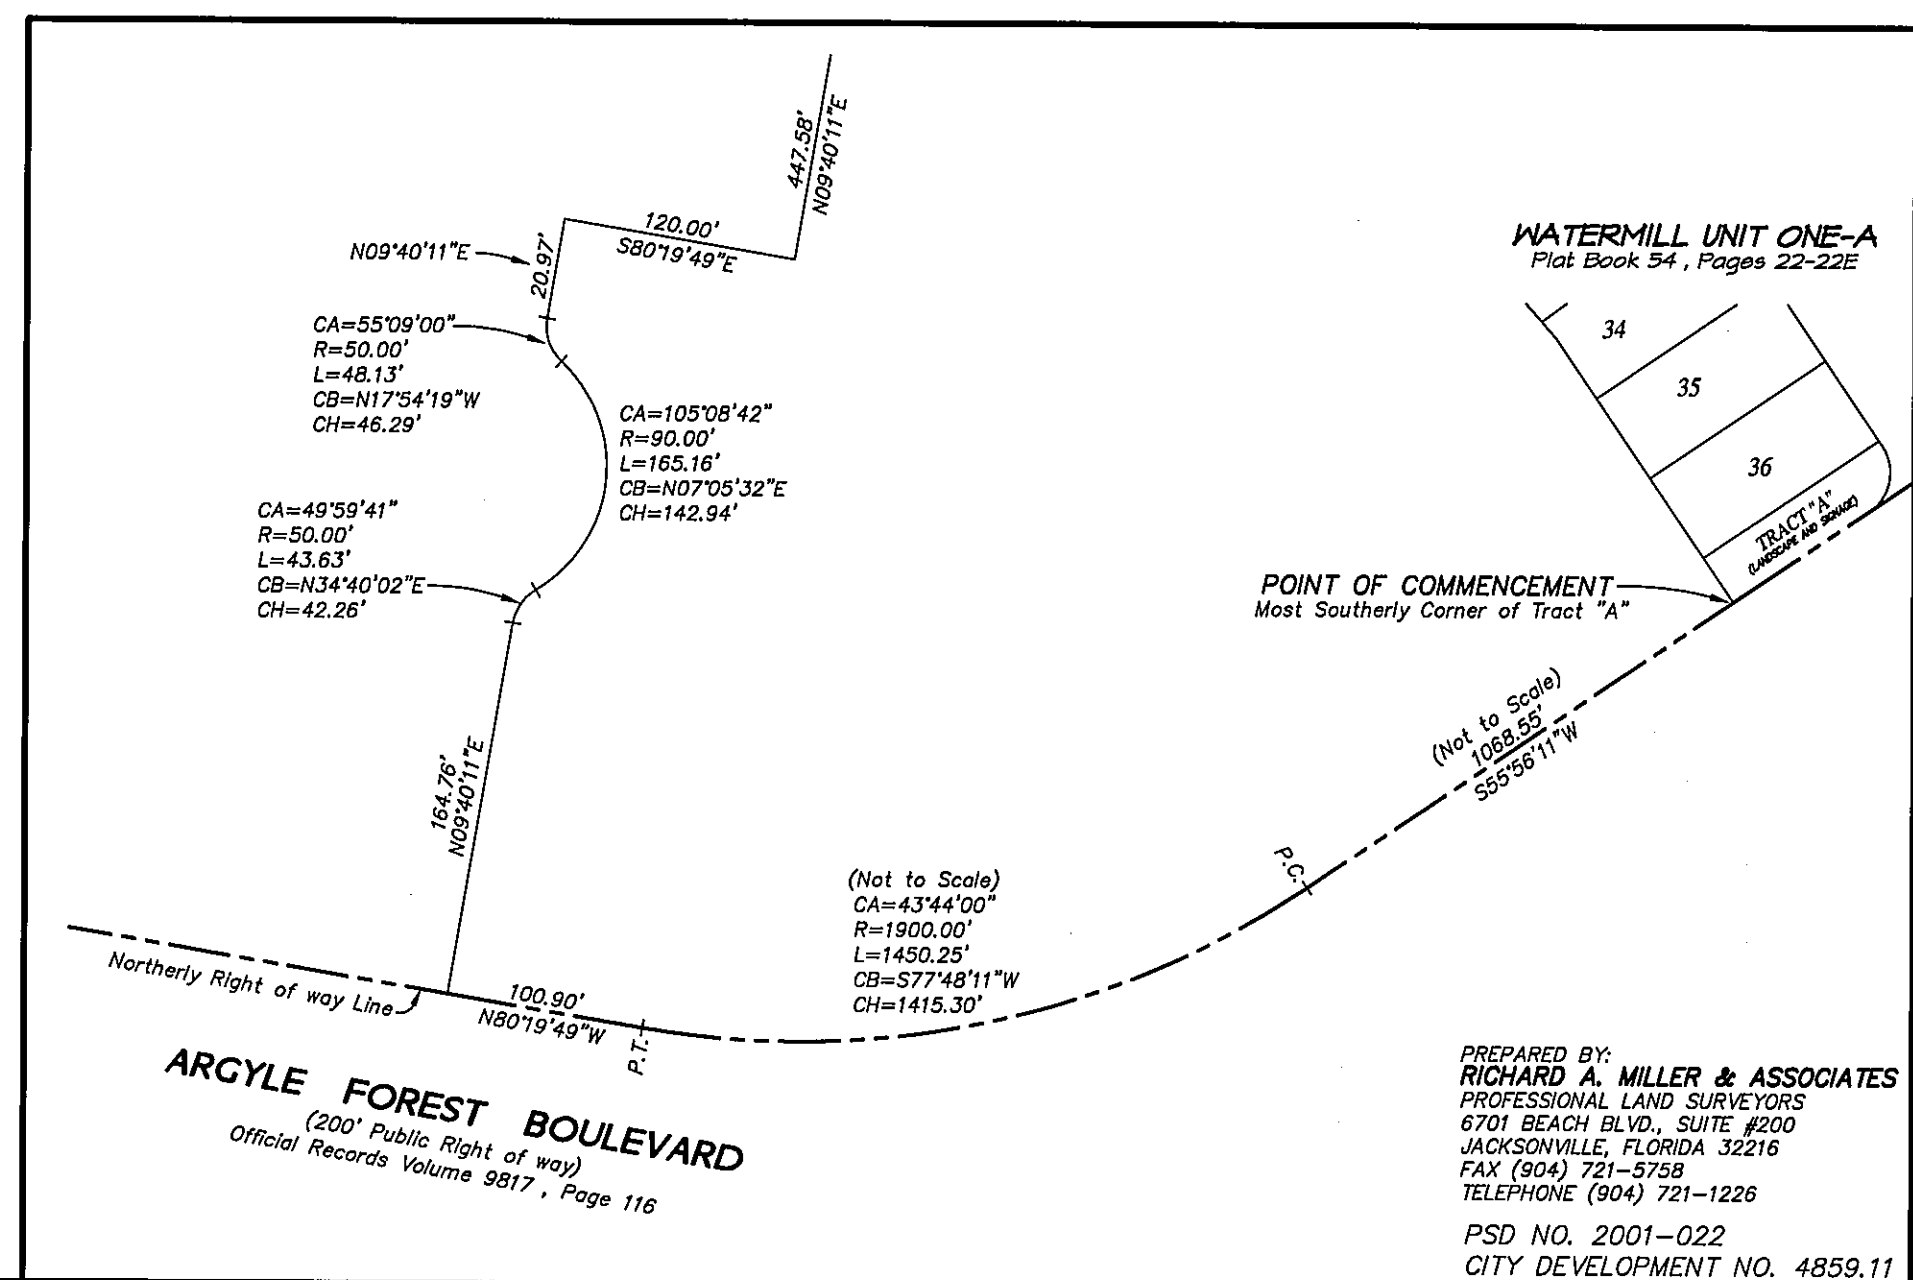 447.58'
N09°40'11"E
120.00'
S80°19'49"E
N09°40'11"E
20.97'
WATERMILL UNIT ONE-A
Plat Book 54 , Pages 22-22E
34
35
36
TRACT "A"
(LANDSCAPE AND SIGNAGE)
CA=55°09'00"
R=50.00'
L=48.13'
CB=N17°54'19"W
CH=46.29'
CA=105°08'42"
R=90.00'
L=165.16'
CB=N07°05'32"E
CH=142.94'
CA=49°59'41"
R=50.00'
L=43.63'
CB=N34°40'02"E
CH=42.26'
POINT OF COMMENCEMENT
Most Southerly Corner of Tract "A"
(Not to Scale)
1068.55'
S55°56'11"W
164.76'
N09°40'11"E
P.C.
(Not to Scale)
CA=43°44'00"
R=1900.00'
L=1450.25'
CB=S77°48'11"W
CH=1415.30'
Northerly Right of way Line
100.90'
N80°19'49"W
P.T.
ARGYLE FOREST BOULEVARD
(200' Public Right of way)
Official Records Volume 9817 , Page 116
PREPARED BY:
RICHARD A. MILLER & ASSOCIATES
PROFESSIONAL LAND SURVEYORS
6701 BEACH BLVD., SUITE #200
JACKSONVILLE, FLORIDA 32216
FAX (904) 721-5758
TELEPHONE (904) 721-1226
PSD NO. 2001-022
CITY DEVELOPMENT NO. 4859.11